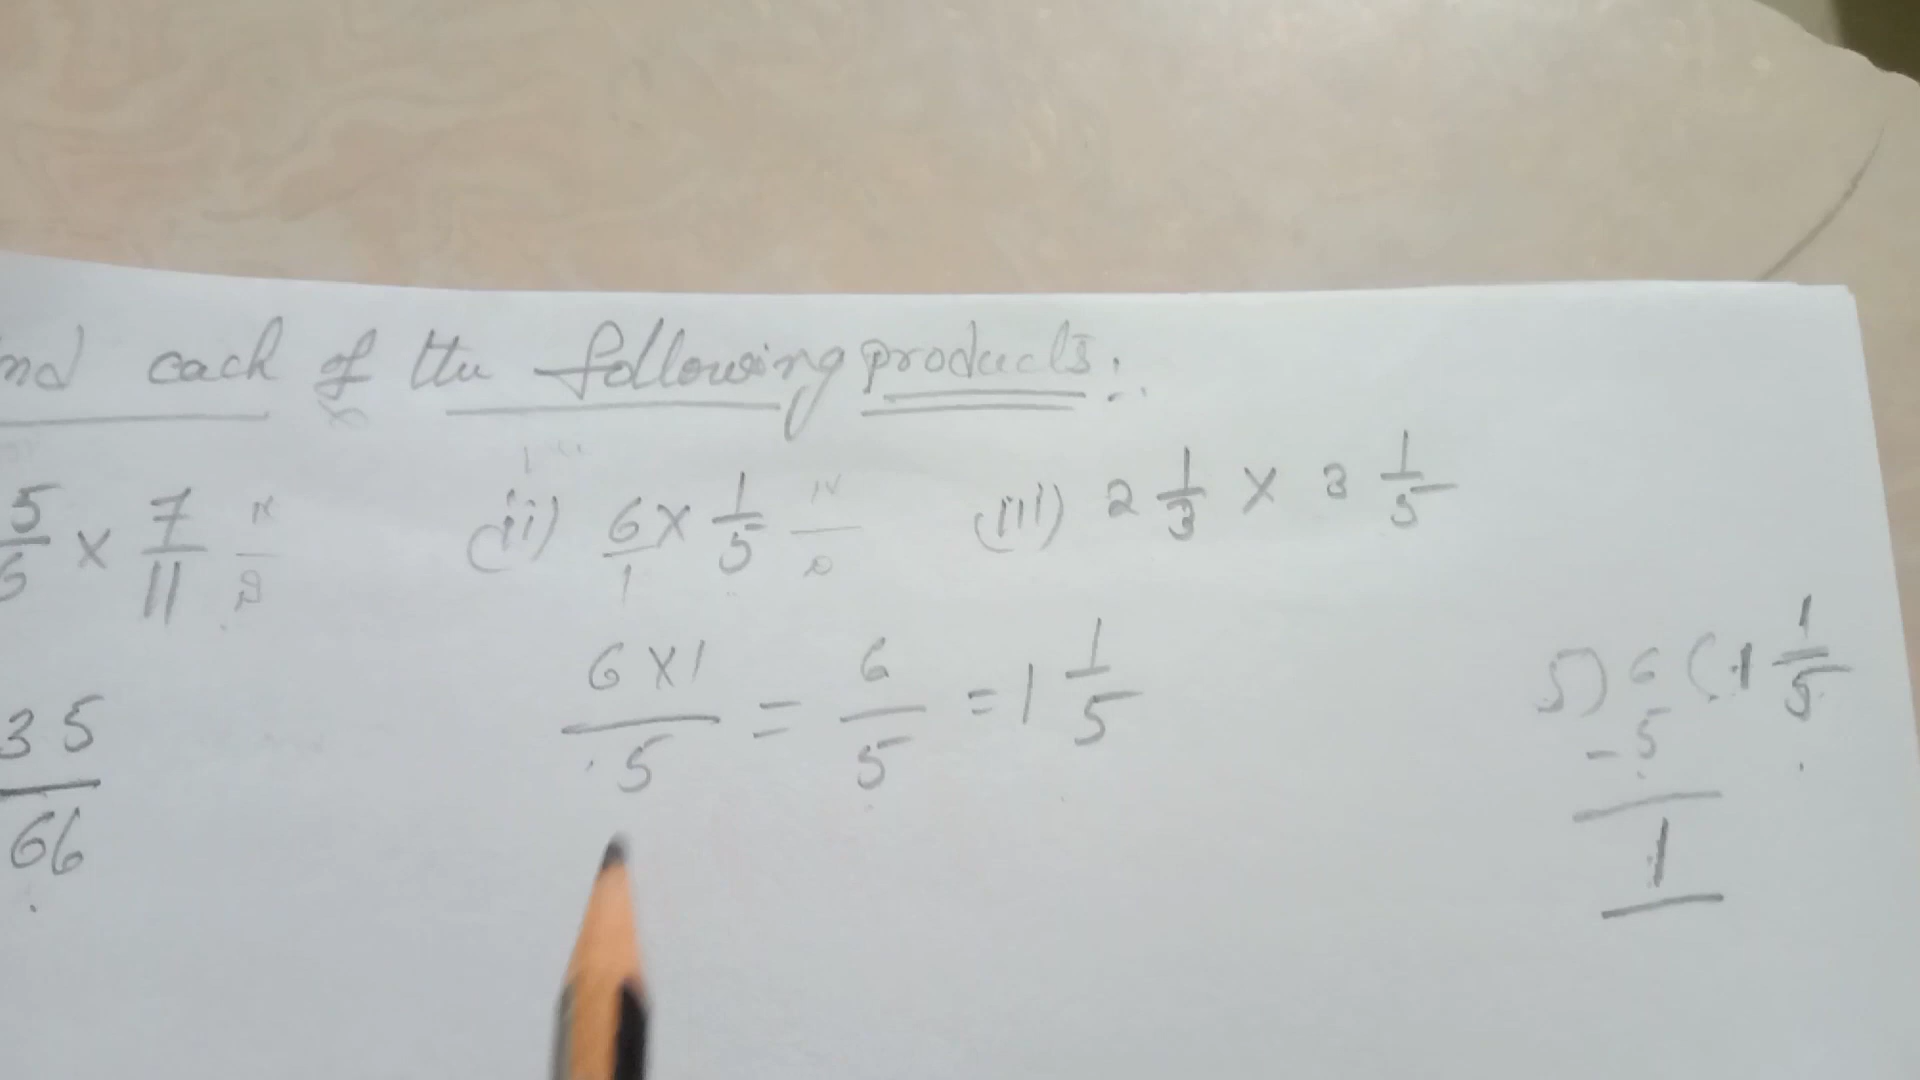 nd each of the following products:
5/6 × 7/11 N/D (ii) 6/1 × 1/5 N/D (iii) 2 1/3 × 3 1/5
35/66 6×1/5 = 6/5 = 1 1/5 5) 6 (1 1/5
-5
1